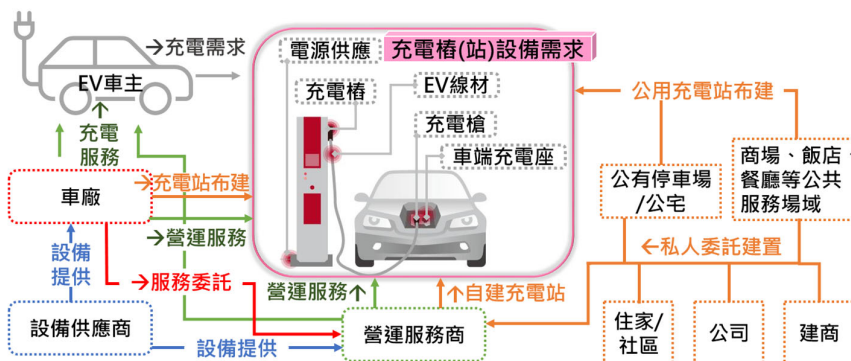 →充電需求
EV車主
充電
服務
車廠
→充電站布建
→營運服務
設備
提供
→服務委託
設備供應商
設備提供
電源供應
充電樁(站)設備需求
充電樁
EV線材
充電槍
車端充電座
營運服務↑
↑自建充電站
營運服務商
公用充電站布建
公有停車場
/公宅
商場、飯店、
餐廳等公共
服務場域
←私人委託建置
住家/
社區
公司
建商